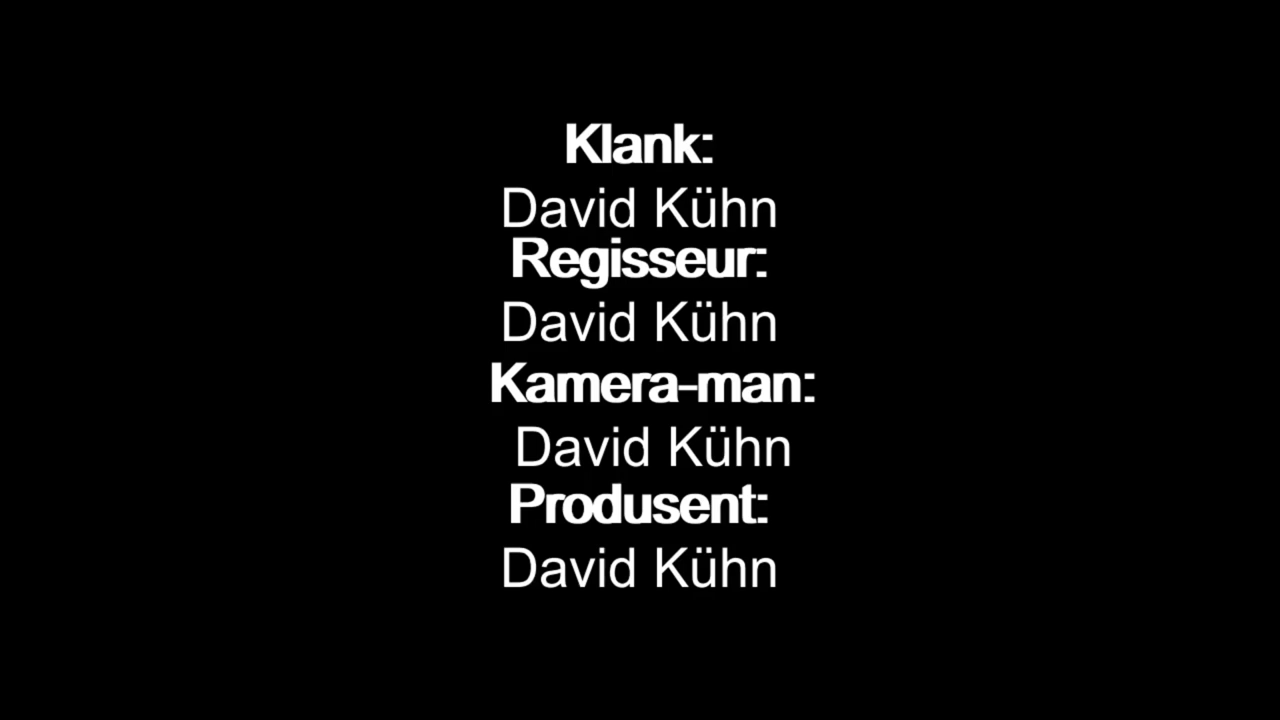 Klank:
David Kühn
Regisseur:
David Kühn
Kamera-man:
David Kühn
Produsent:
David Kühn